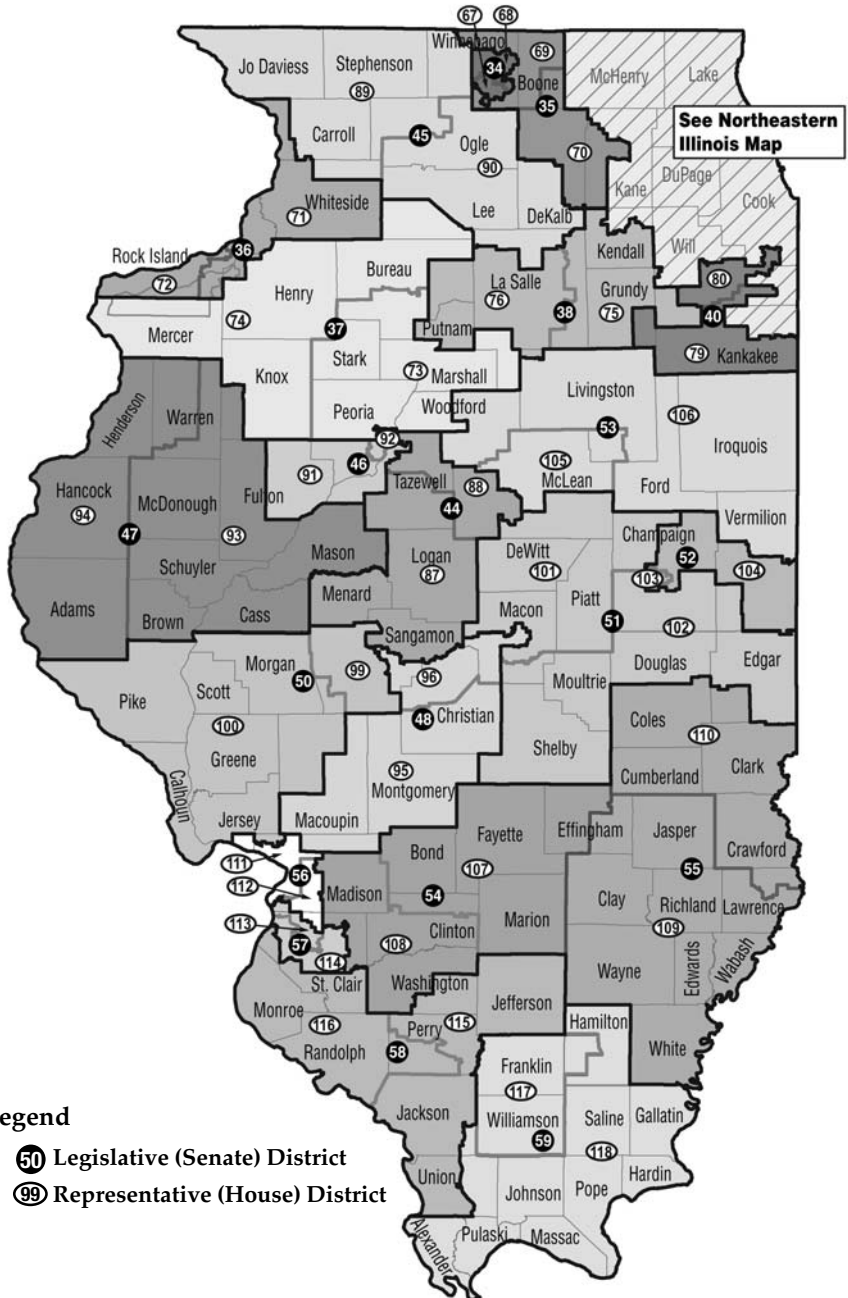 67 68
Winnebago
69
Jo Daviess
Stephenson
34
Boone
McHenry
Lake
89
35
See Northeastern
Illinois Map
Carroll
45
Ogle
90
70
DuPage
Kane
Cook
Whiteside
71
Lee
DeKalb
Will
Rock Island
36
Bureau
Kendall
72
Henry
La Salle
76
Grundy
80
Mercer
74
37
Putnam
38
75
40
Stark
73
Marshall
79
Kankakee
Knox
Peoria
Woodford
Livingston
106
Henderson
Warren
92
53
Iroquois
91
46
105
McLean
Hancock
94
McDonough
Fulton
Tazewell
88
Ford
47
93
44
Vermilion
Schuyler
Mason
Logan
87
DeWitt
101
Champaign
52
104
103
Adams
Brown
Cass
Menard
Macon
Piatt
51
102
Sangamon
Morgan
99
96
Douglas
Edgar
Pike
Scott
50
Moultrie
100
48
Christian
Coles
110
Greene
Shelby
Calhoun
95
Montgomery
Cumberland
Clark
Jersey
Macoupin
Fayette
Effingham
Jasper
Crawford
111
Bond
107
56
55
112
Madison
54
Clay
Richland
Lawrence
113
Clinton
Marion
109
57
108
114
Wayne
Edwards
Wabash
St. Clair
Washington
Monroe
116
Perry
115
Jefferson
Hamilton
Randolph
58
White
Franklin
117
Jackson
Williamson
Saline
Gallatin
59
118
Union
Hardin
Johnson
Pope
Alexander
Pulaski
Massac
egend
50 Legislative (Senate) District
99 Representative (House) District